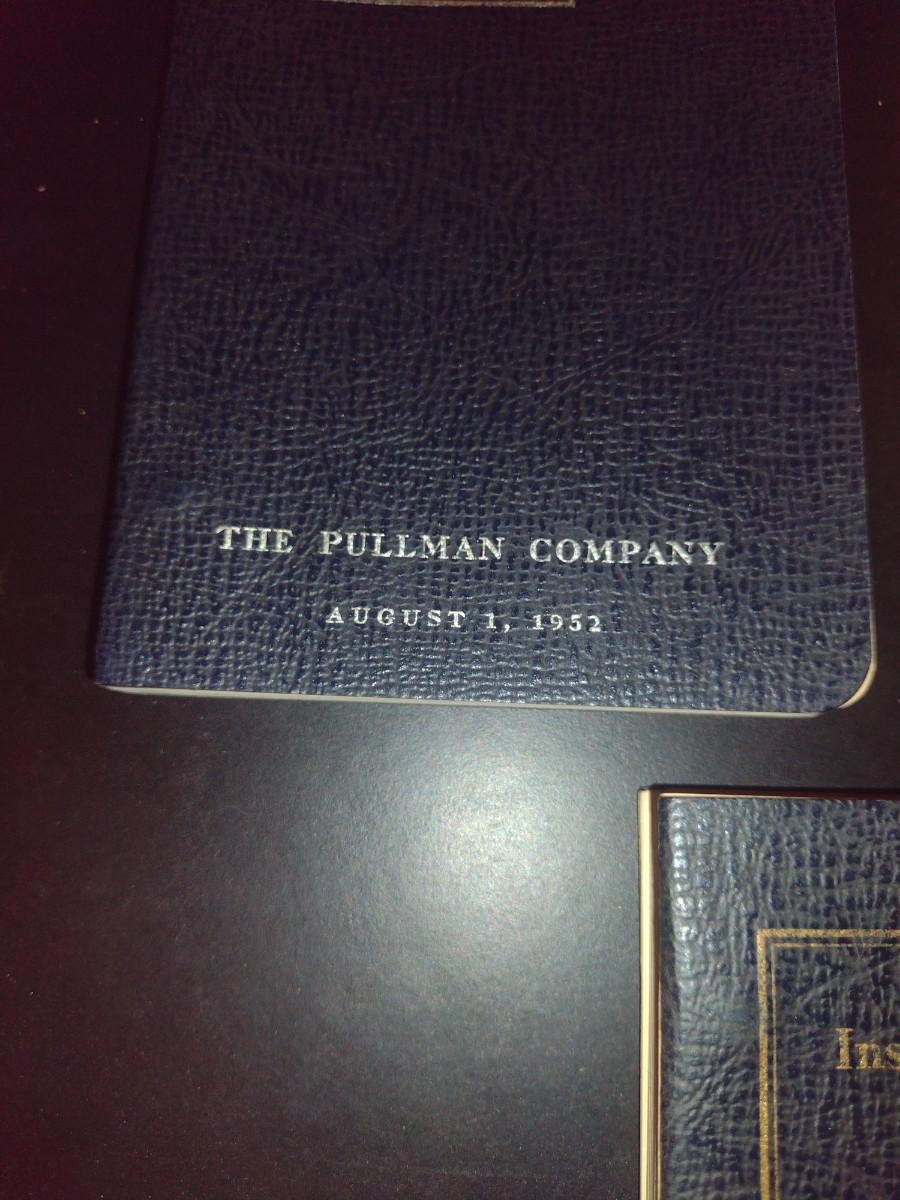 THE PULLMAN COMPANY
AUGUST 1, 1952
Ins